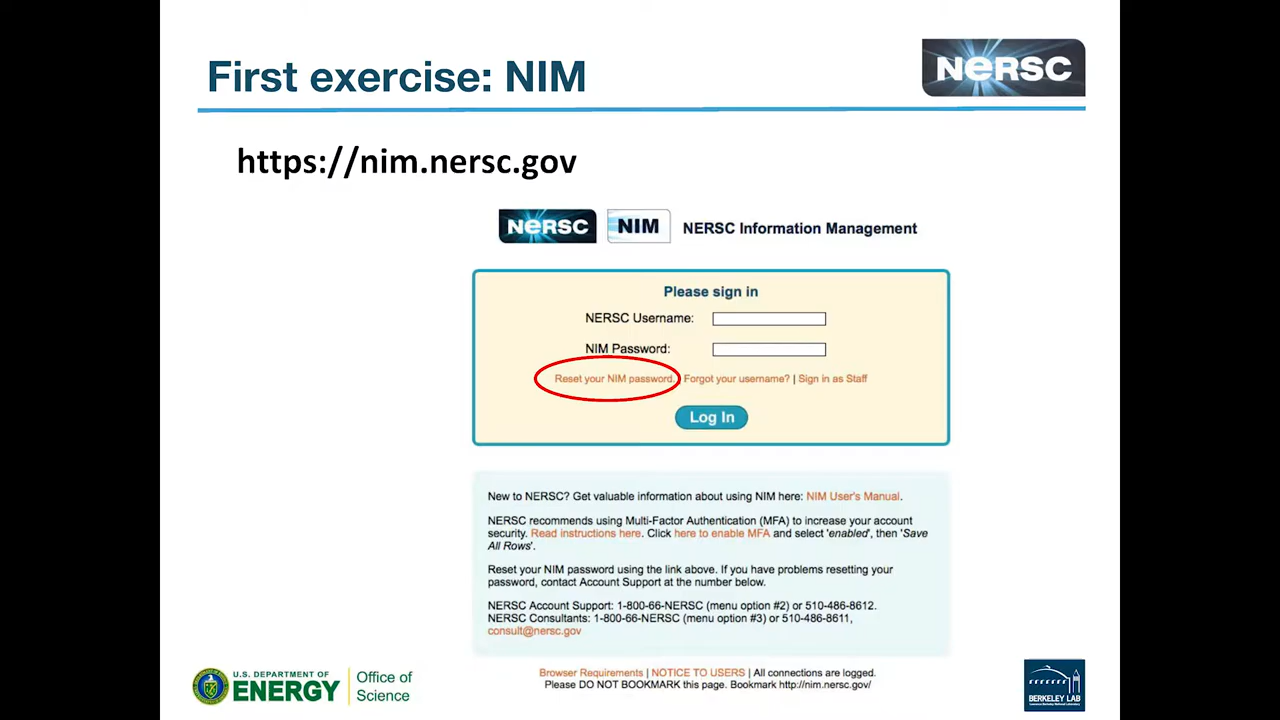 First exercise: NIM
NERSC
https://nim.nersc.gov
NERSC NIM NERSC Information Management
Please sign in
NERSC Username:
NIM Password:
Reset your NIM password. Forgot your username? | Sign in as Staff
Log In
New to NERSC? Get valuable information about using NIM here: NIM User's Manual.
NERSC recommends using Multi-Factor Authentication (MFA) to increase your account
security. Read instructions here. Click here to enable MFA and select 'enabled', then 'Save
All Rows'.
Reset your NIM password using the link above. If you have problems resetting your
password, contact Account Support at the number below.
NERSC Account Support: 1-800-66-NERSC (menu option #2) or 510-486-8612.
NERSC Consultants: 1-800-66-NERSC (menu option #3) or 510-486-8611,
consult@nersc.gov
Browser Requirements | NOTICE TO USERS | All connections are logged.
Please DO NOT BOOKMARK this page. Bookmark http://nim.nersc.gov/
U.S. DEPARTMENT OF
ENERGY
Office of
Science
BERKELEY LAB
Lawrence Berkeley National Laboratory